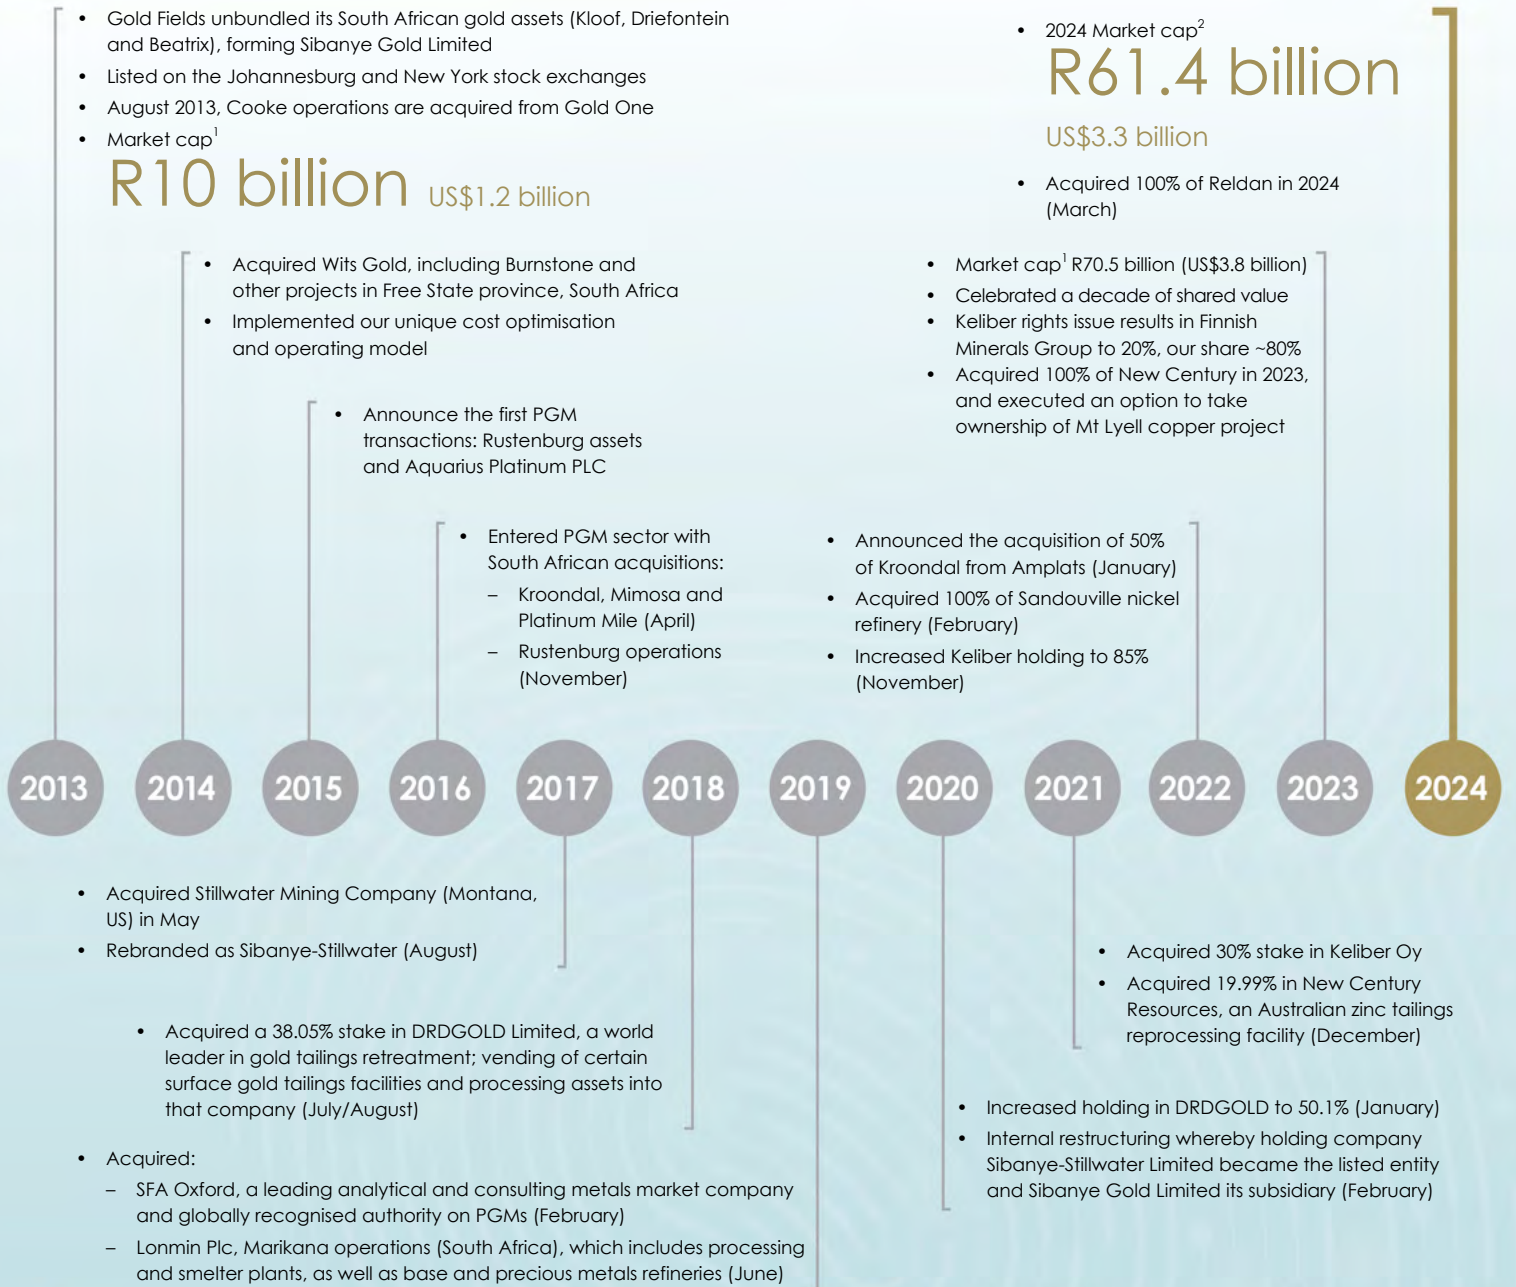 • Gold Fields unbundled its South African gold assets (Kloof, Driefontein
and Beatrix), forming Sibanye Gold Limited
• Listed on the Johannesburg and New York stock exchanges
• August 2013, Cooke operations are acquired from Gold One
• Market cap1
R10 billion US$1.2 billion
• 2024 Market cap2
R61.4 billion
US$3.3 billion
• Acquired 100% of Reldan in 2024
(March)
• Acquired Wits Gold, including Burnstone and
other projects in Free State province, South Africa
• Implemented our unique cost optimisation
and operating model
• Market cap1 R70.5 billion (US$3.8 billion)
• Celebrated a decade of shared value
• Keliber rights issue results in Finnish
Minerals Group to 20%, our share ~80%
• Acquired 100% of New Century in 2023,
and executed an option to take
ownership of Mt Lyell copper project
• Announce the first PGM
transactions: Rustenburg assets
and Aquarius Platinum PLC
• Entered PGM sector with
South African acquisitions:
– Kroondal, Mimosa and
Platinum Mile (April)
– Rustenburg operations
(November)
• Announced the acquisition of 50%
of Kroondal from Amplats (January)
• Acquired 100% of Sandouville nickel
refinery (February)
• Increased Keliber holding to 85%
(November)
2013 2014 2015 2016 2017 2018 2019 2020 2021 2022 2023 2024
• Acquired Stillwater Mining Company (Montana,
US) in May
• Rebranded as Sibanye-Stillwater (August)
• Acquired 30% stake in Keliber Oy
• Acquired 19.99% in New Century
Resources, an Australian zinc tailings
reprocessing facility (December)
• Acquired a 38.05% stake in DRDGOLD Limited, a world
leader in gold tailings retreatment; vending of certain
surface gold tailings facilities and processing assets into
that company (July/August)
• Increased holding in DRDGOLD to 50.1% (January)
• Internal restructuring whereby holding company
Sibanye-Stillwater Limited became the listed entity
and Sibanye Gold Limited its subsidiary (February)
• Acquired:
– SFA Oxford, a leading analytical and consulting metals market company
and globally recognised authority on PGMs (February)
– Lonmin Plc, Marikana operations (South Africa), which includes processing
and smelter plants, as well as base and precious metals refineries (June)